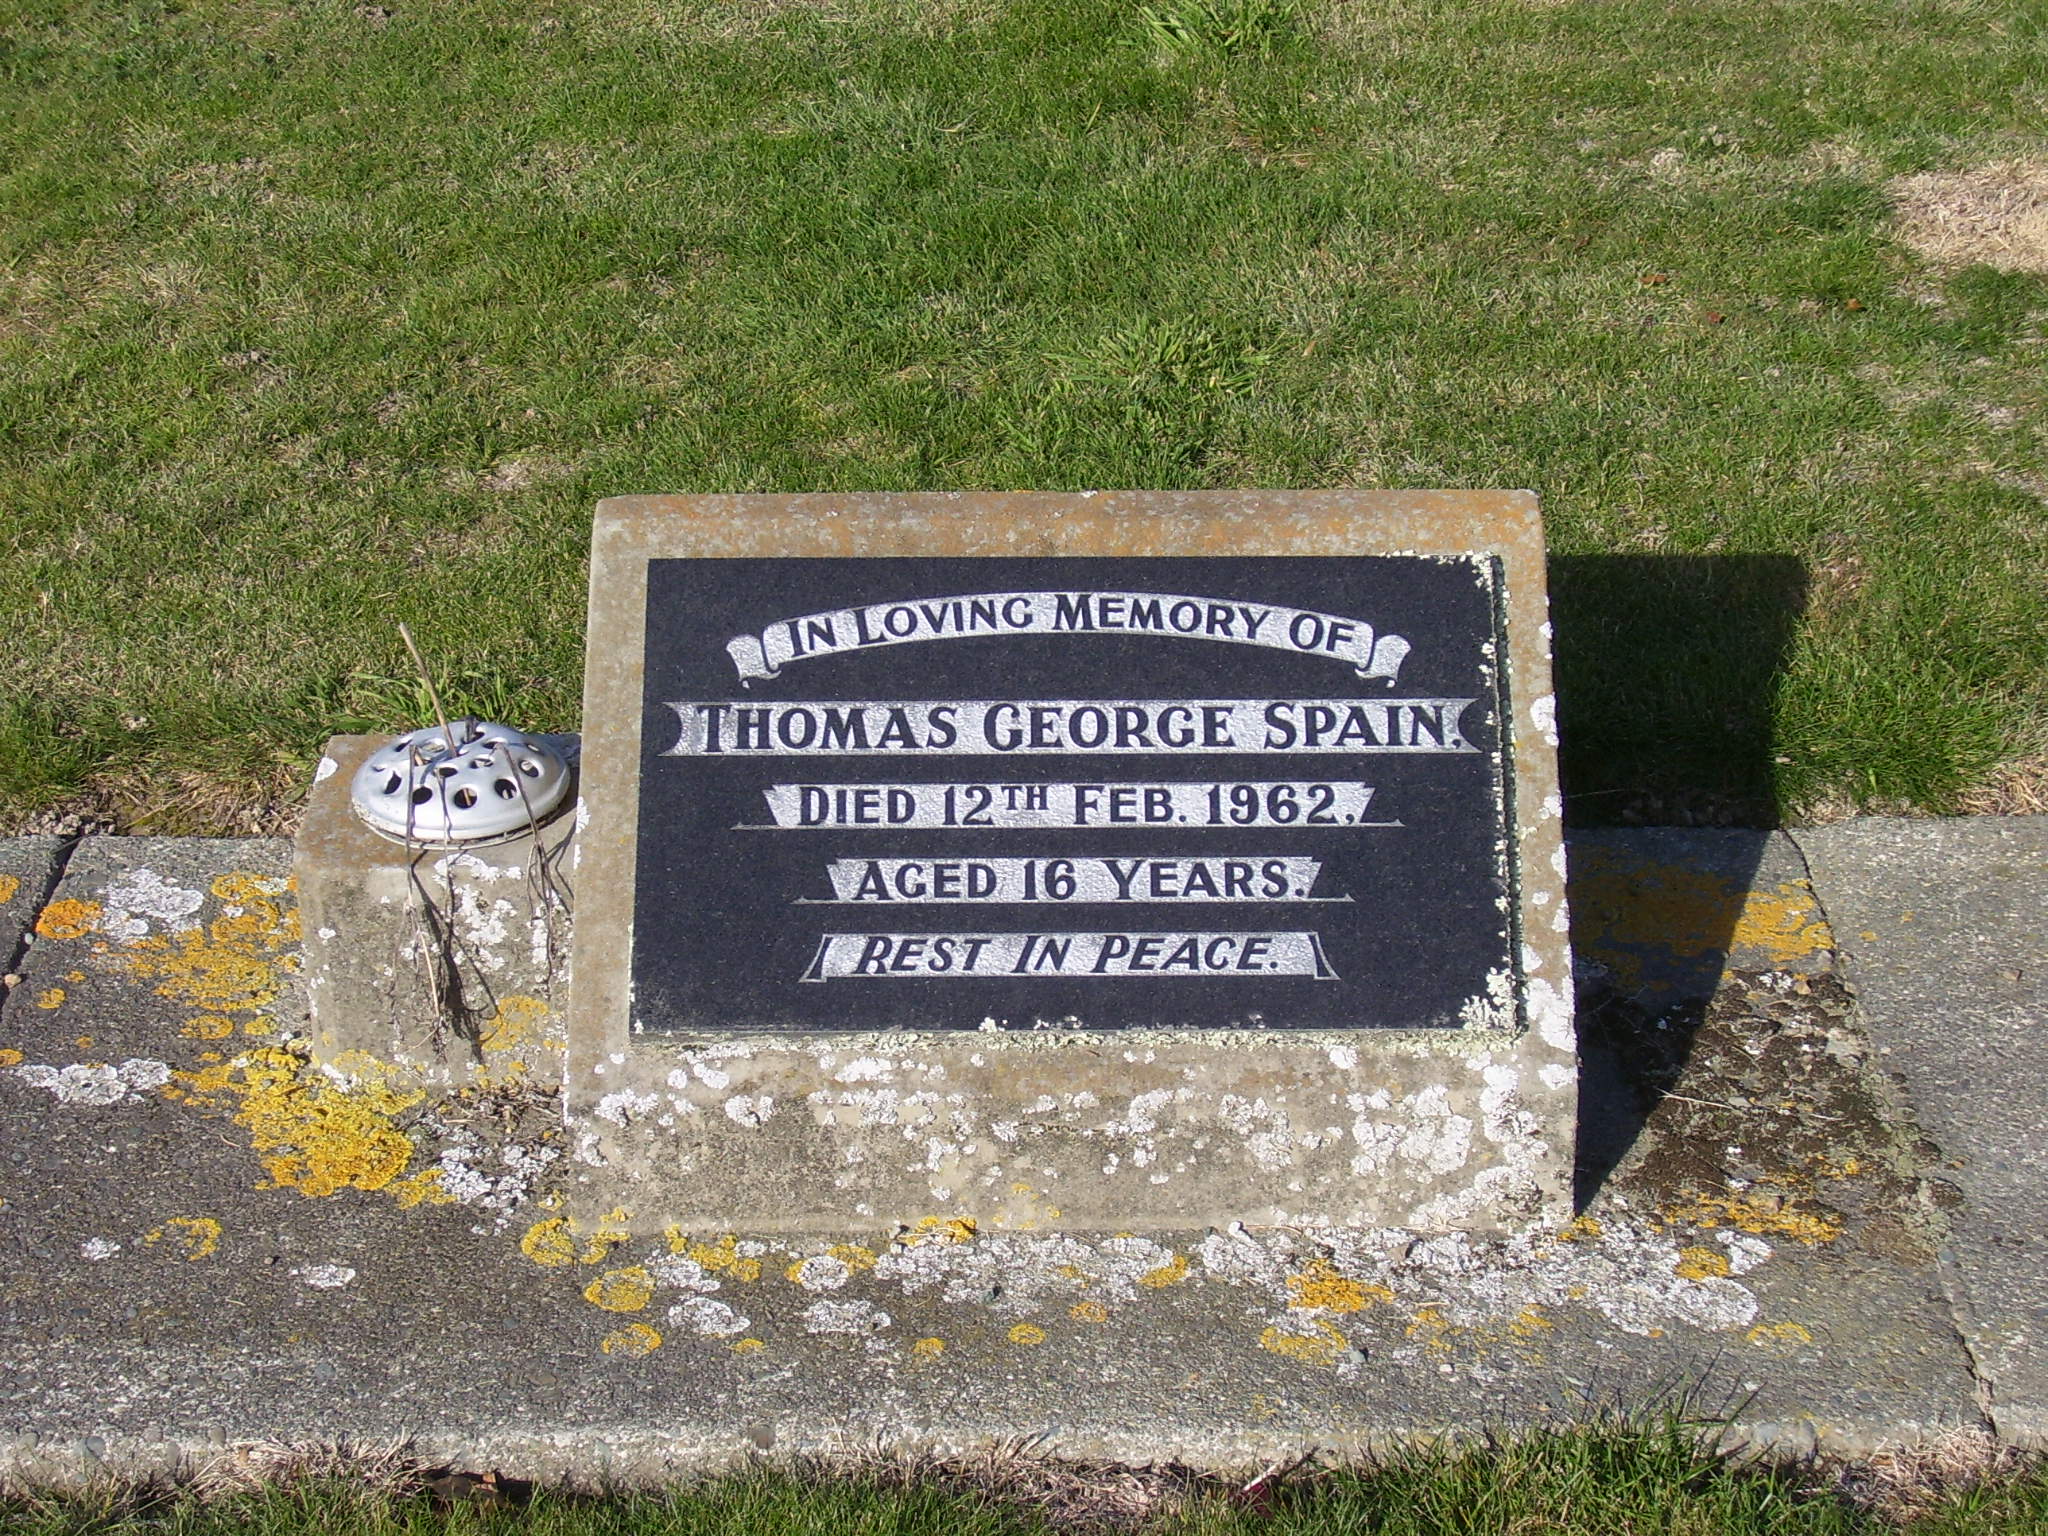 In Loving Memory of
Thomas George Spain,
Died 12th Feb. 1962,
Aged 16 Years.
Rest in Peace.